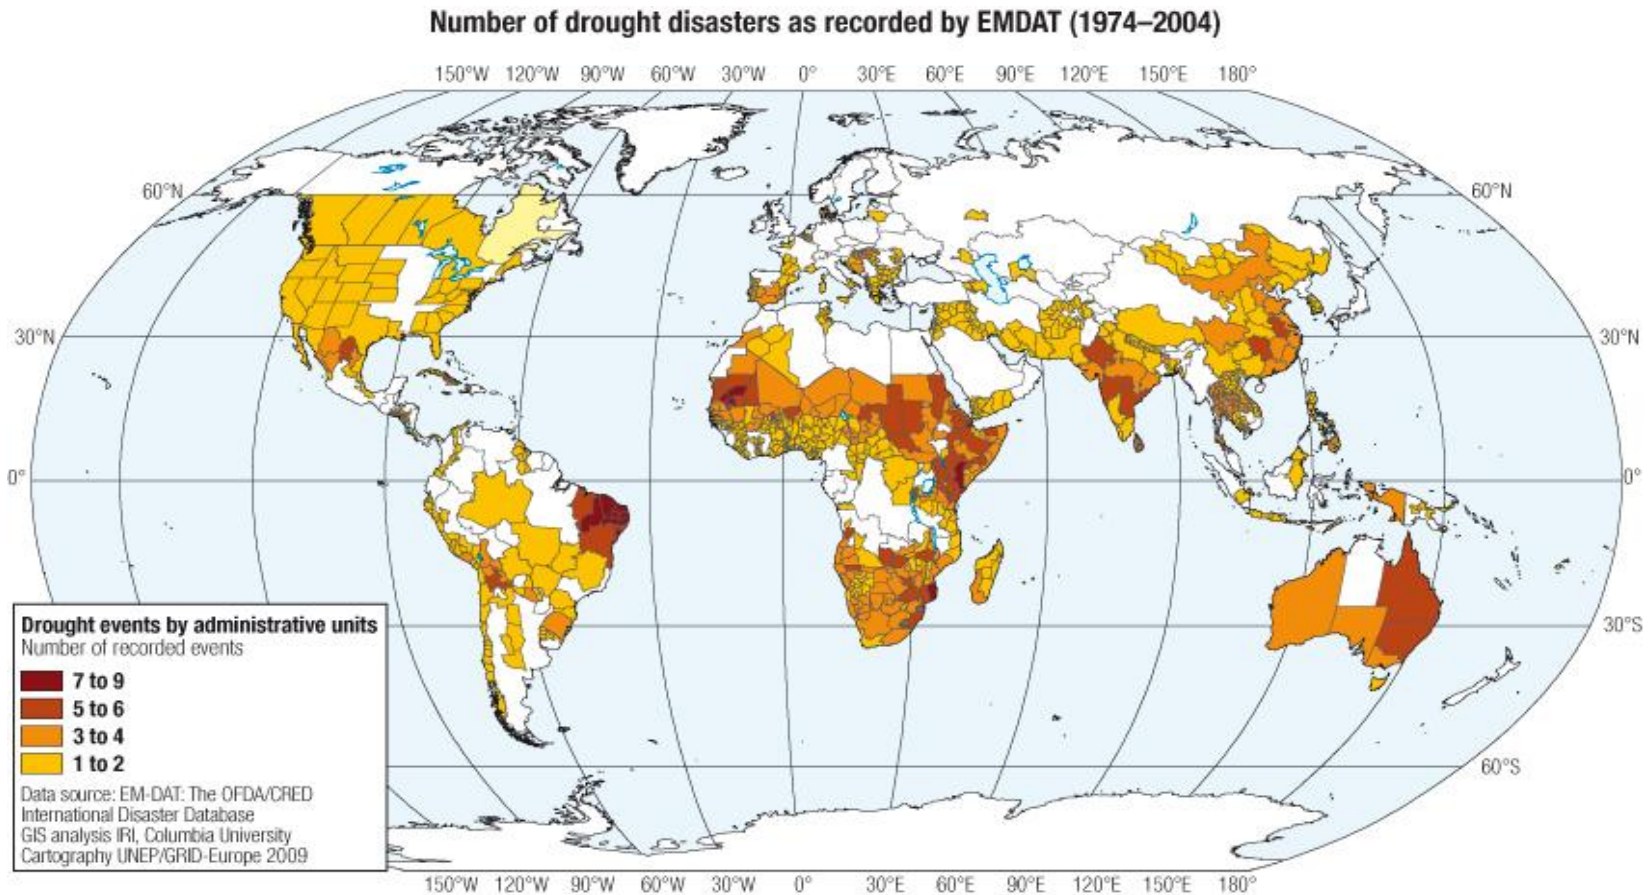 Number of drought disasters as recorded by EMDAT (1974–2004)
150°W 120°W 90°W 60°W 30°W 0° 30°E 60°E 90°E 120°E 150°E 180°
60°N 60°N
30°N 30°N
0° 0°
30°S
60°S
Drought events by administrative units
Number of recorded events
7 to 9
5 to 6
3 to 4
1 to 2
Data source: EM-DAT: The OFDA/CRED
International Disaster Database
GIS analysis IRI, Columbia University
Cartography UNEP/GRID-Europe 2009
150°W 120°W 90°W 60°W 30°W 0° 30°E 60°E 90°E 120°E 150°E 180°